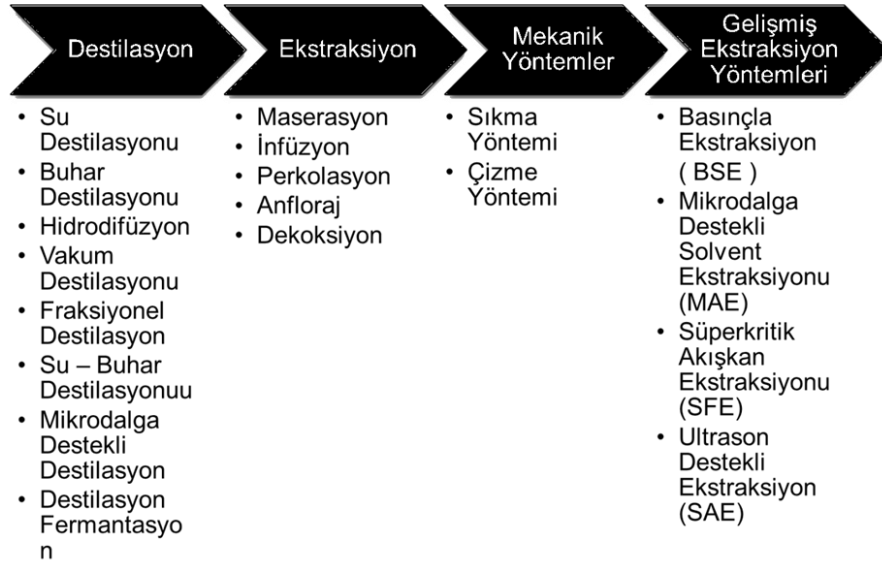 Destilasyon
• Su
Destilasyonu
• Buhar
Destilasyonu
• Hidrodifüzyon
• Vakum
Destilasyonu
• Fraksiyonel
Destilasyon
• Su – Buhar
Destilasyonuu
• Mikrodalga
Destekli
Destilasyon
• Destilasyon
Fermantasyo
n
Ekstraksiyon
• Maserasyon
• İnfüzyon
• Perkolasyon
• Anfloraj
• Dekoksiyon
Mekanik
Yöntemler
• Sıkma
Yöntemi
• Çizme
Yöntemi
Gelişmiş
Ekstraksiyon
Yöntemleri
• Basınçla
Ekstraksiyon
( BSE )
• Mikrodalga
Destekli
Solvent
Ekstraksiyonu
(MAE)
• Süperkritik
Akışkan
Ekstraksiyonu
(SFE)
• Ultrason
Destekli
Ekstraksiyon
(SAE)